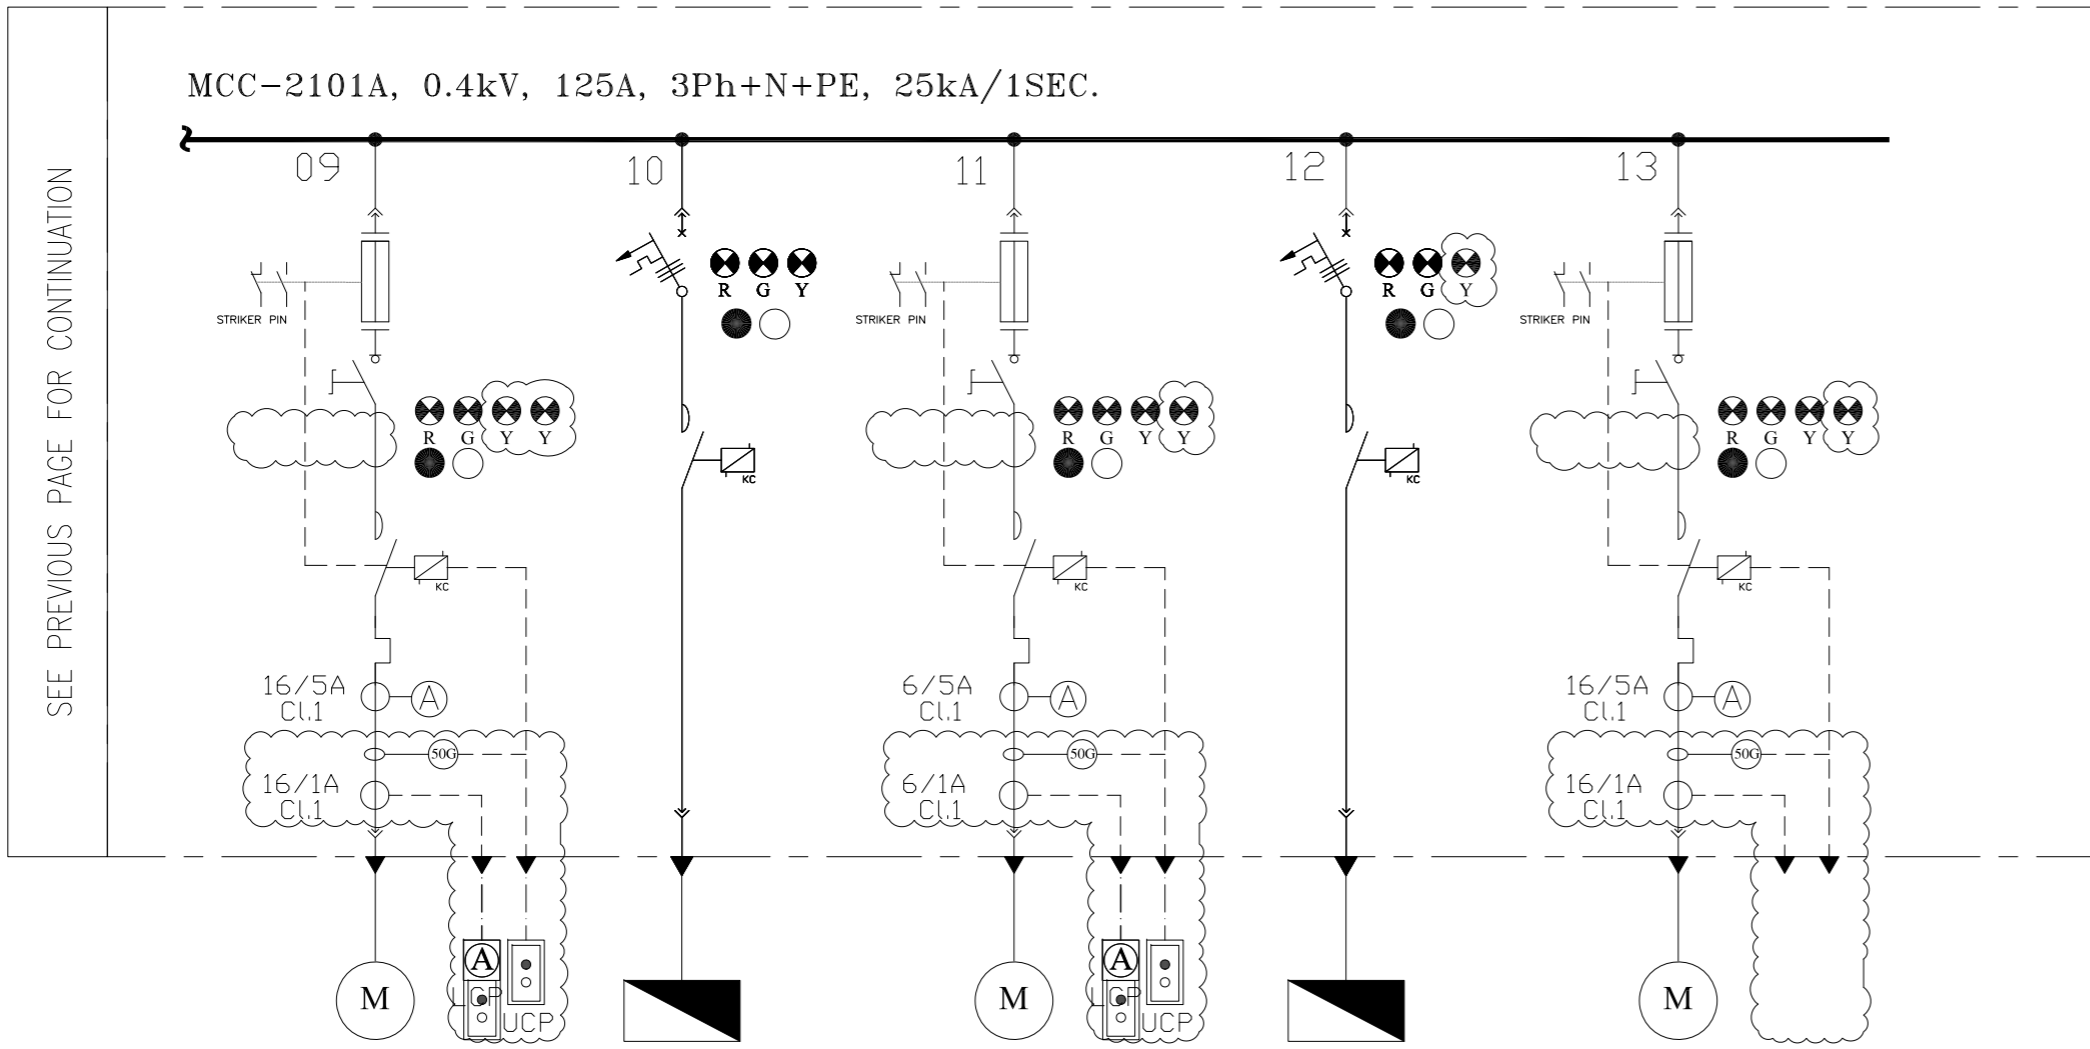 SEE PREVIOUS PAGE FOR CONTINUATION
MCC-2101A, 0.4kV, 125A, 3Ph+N+PE, 25kA/1SEC.
09
10
11
12
13
STRIKER PIN
R G Y
STRIKER PIN
R G Y
STRIKER PIN
R G Y Y
R G Y Y
R G Y Y
KC
KC
KC
KC
KC
16/5A
CL.1
A
6/5A
CL.1
A
16/5A
CL.1
A
50G
50G
50G
16/1A
CL.1
6/1A
CL.1
16/1A
CL.1
M
A
LCP
UCP
M
A
LCP
UCP
M